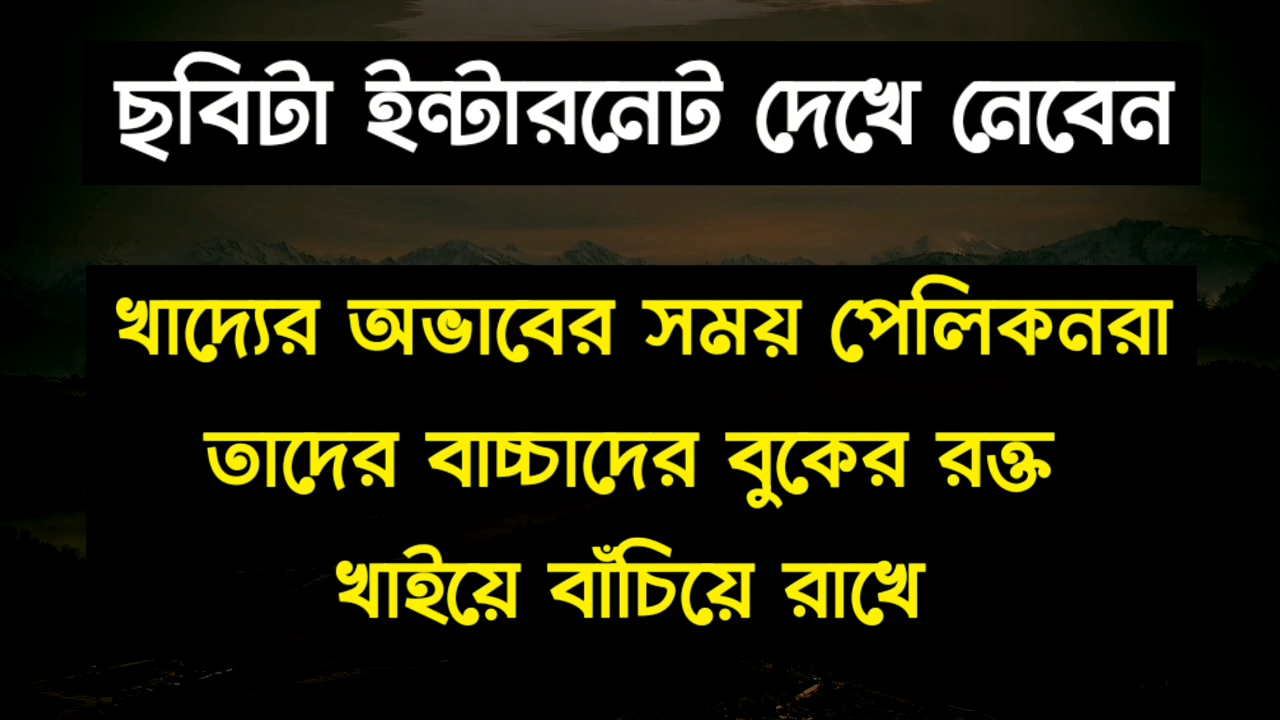 ছবিটা ইন্টারনেট দেখে নেবেন
খাদ্যের অভাবের সময় পেলিকনরা
তাদের বাচ্চাদের বুকের রক্ত
খাইয়ে বাঁচিয়ে রাখে